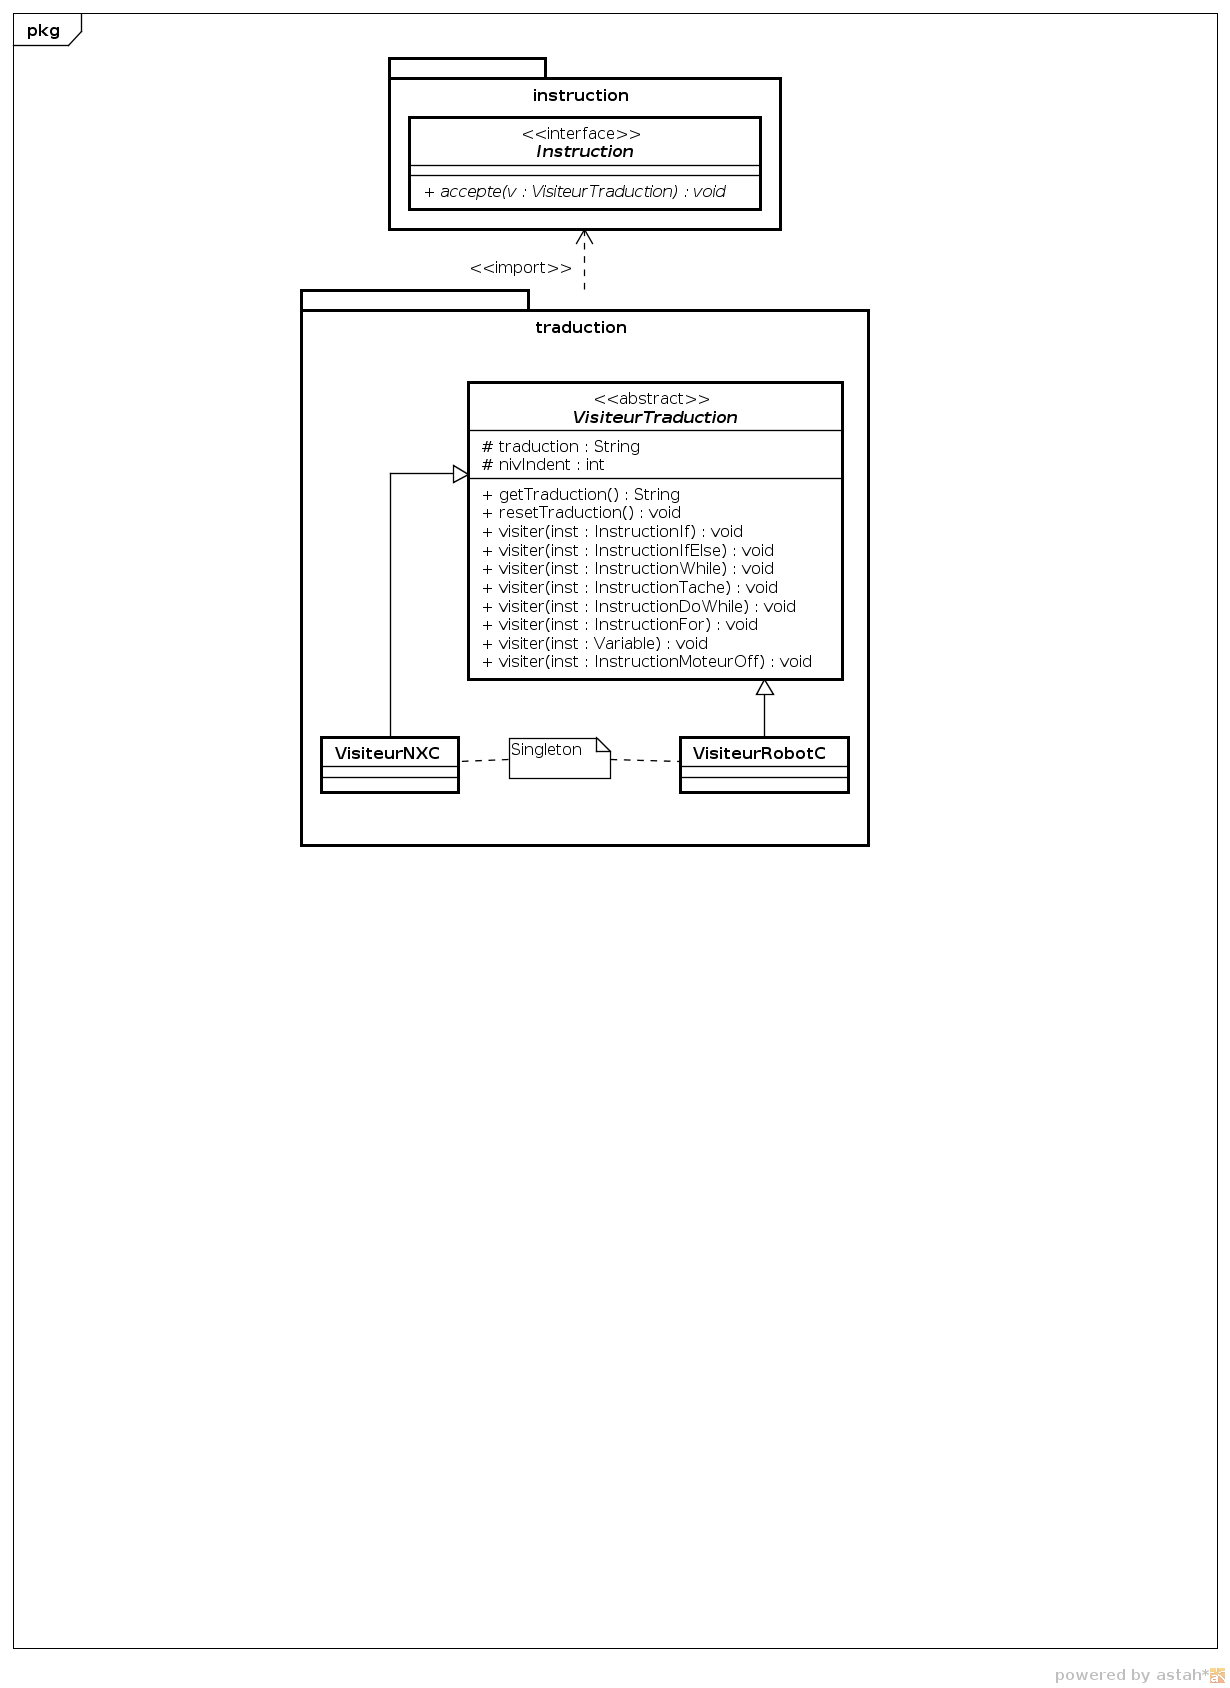 pkg
instruction
<<interface>>
Instruction
+ accepte(v : VisiteurTraduction) : void
<<import>>
traduction
<<abstract>>
VisiteurTraduction
# traduction : String
# nivIndent : int
+ getTraduction() : String
+ resetTraduction() : void
+ visiter(inst : InstructionIf) : void
+ visiter(inst : InstructionIfElse) : void
+ visiter(inst : InstructionWhile) : void
+ visiter(inst : InstructionTache) : void
+ visiter(inst : InstructionDoWhile) : void
+ visiter(inst : InstructionFor) : void
+ visiter(inst : Variable) : void
+ visiter(inst : InstructionMoteurOff) : void
VisiteurNXC
Singleton
VisiteurRobotC
powered by astah*